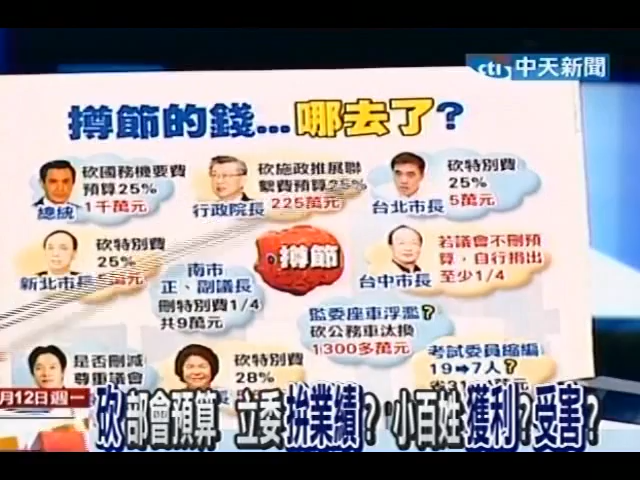 cti 中天新聞
撙節的錢...哪去了?
砍國務機要費
預算25%
1千萬元
總統
砍施政推展聯
繫費預算25%
225萬元
行政院長
砍特別費
25%
5萬元
台北市長
砍特別費
25%
萬元
新北市長
撙節
若議會不刪預
算,自行捐出
至少1/4
台中市長
南市
正、副議長
刪特別費1/4
共9萬元
監委座車浮濫?
砍公務車汰換
1300多萬元
是否刪減
尊重議會
砍特別費
28%
考試委員縮編
19→7人?
月12日週一
砍部會預算 立委拚業績?小百姓獲利?受害?